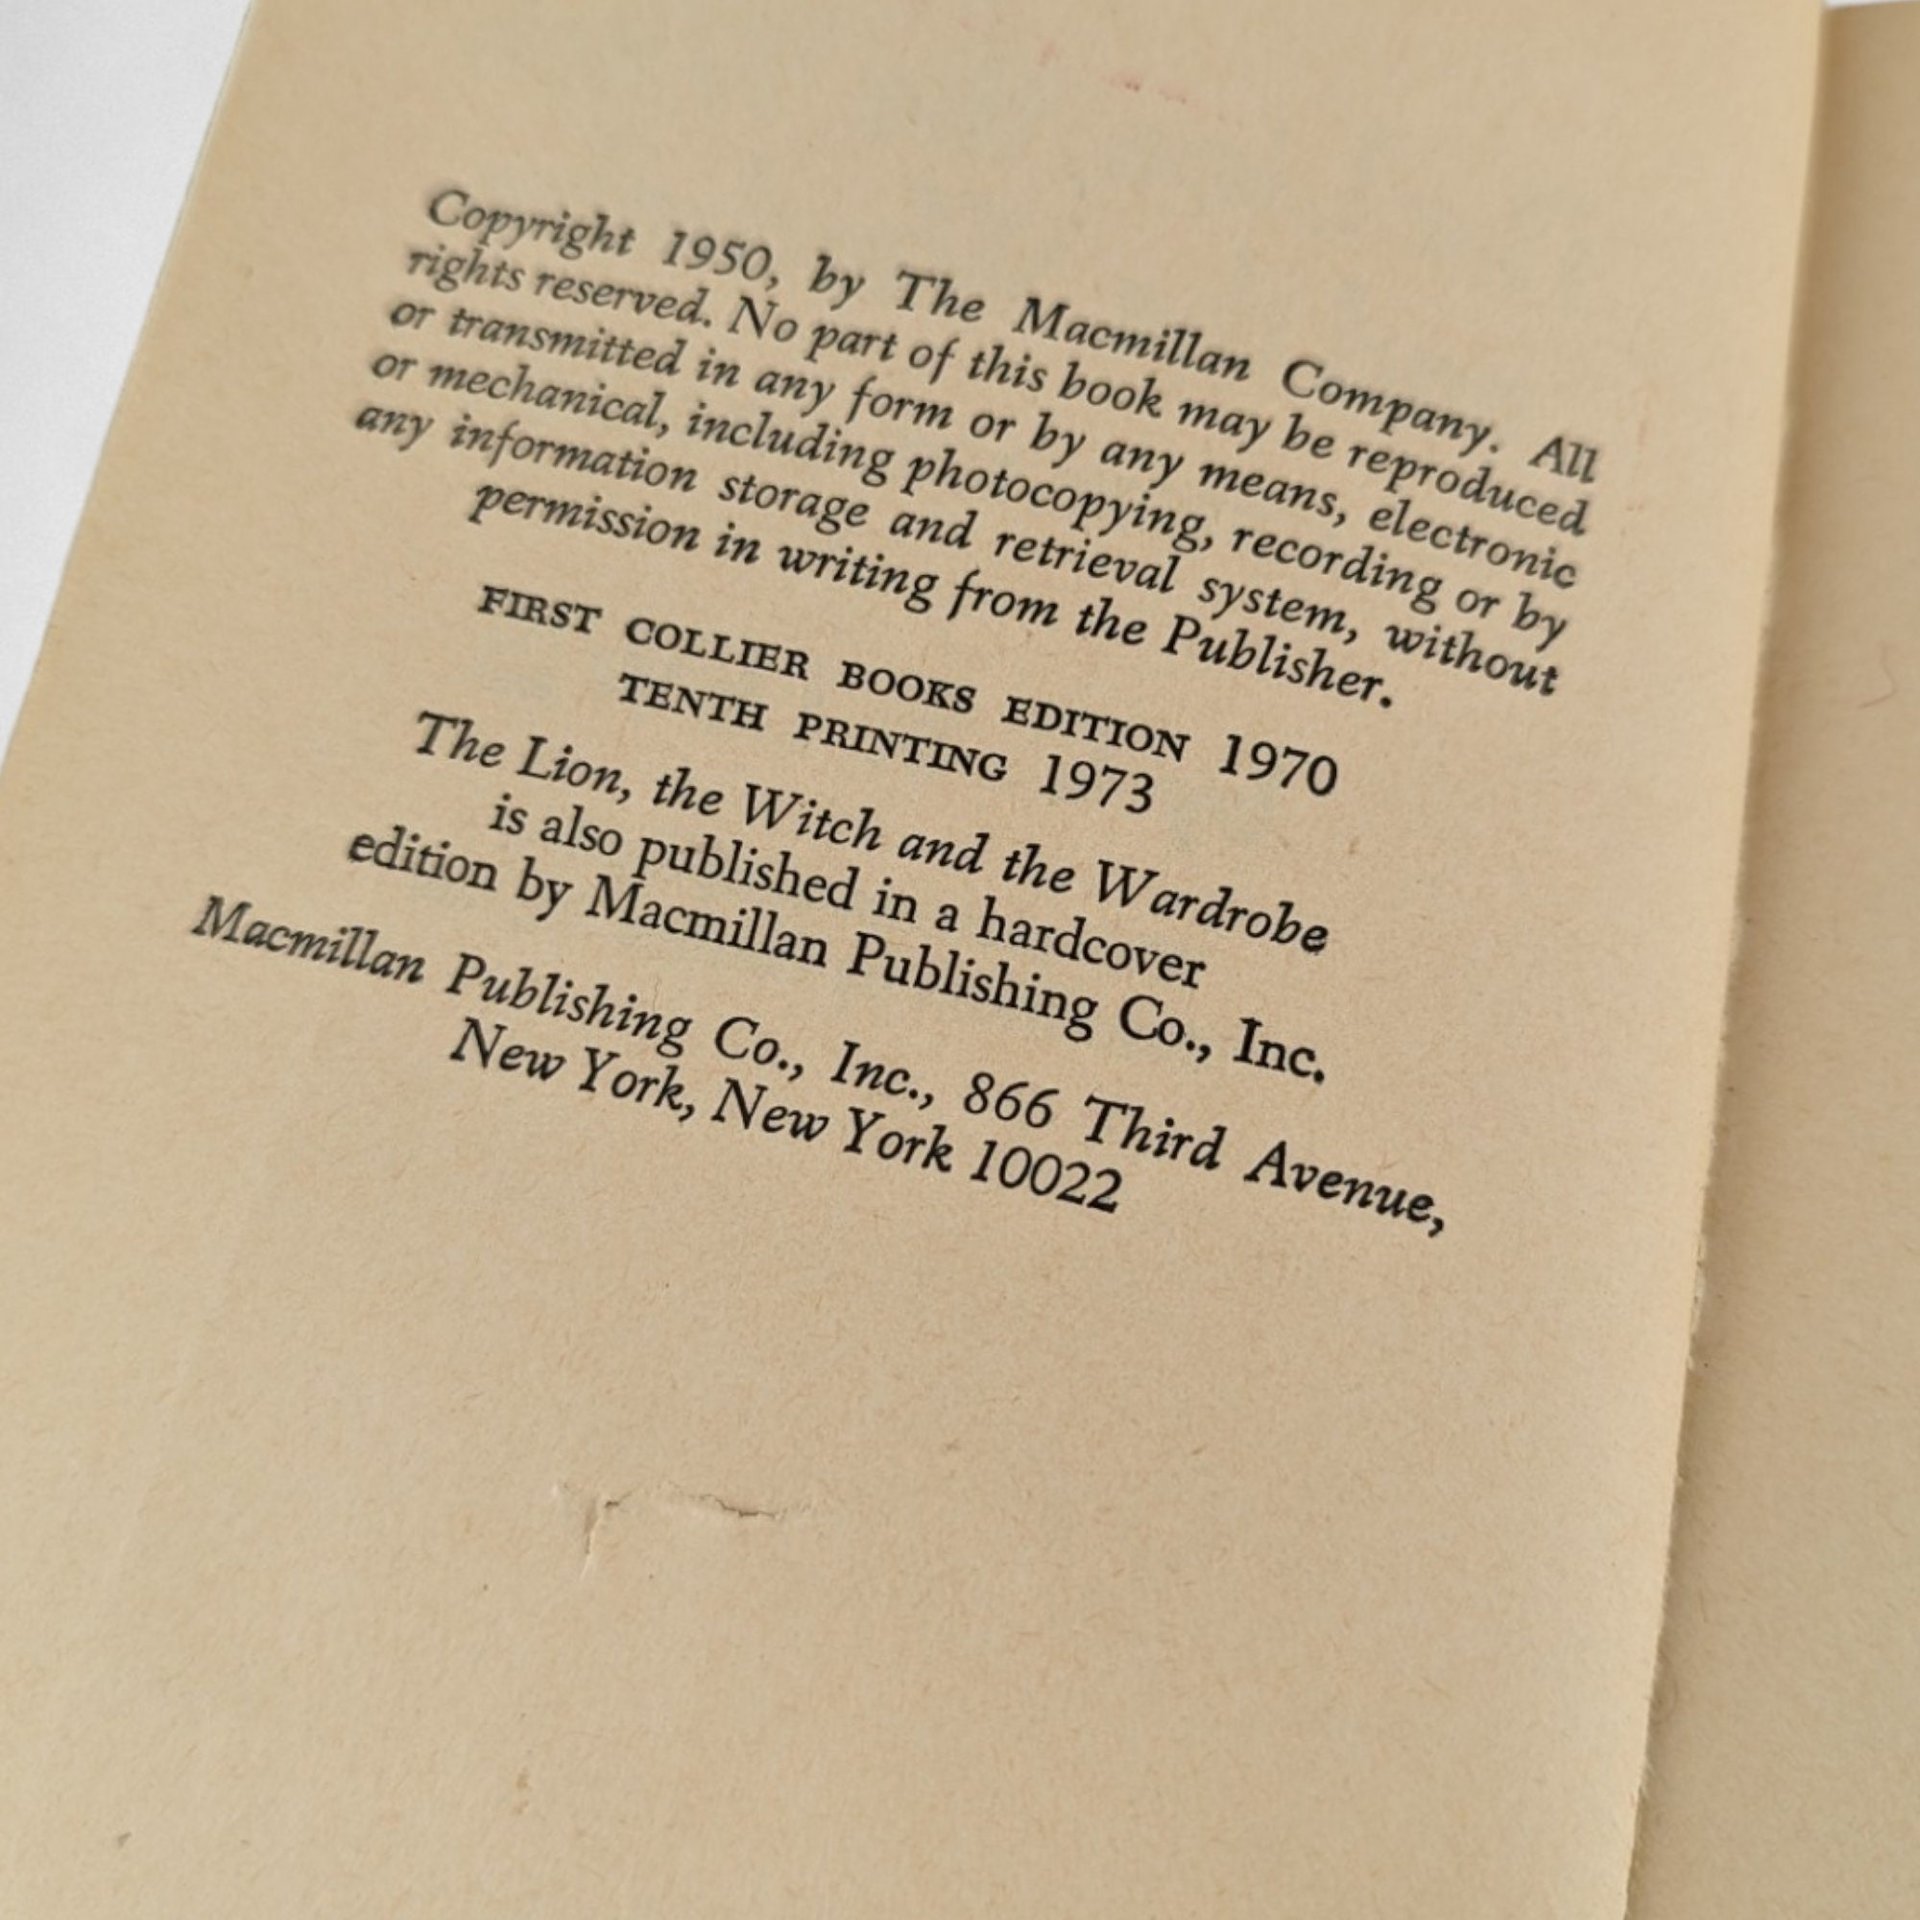 Copyright 1950, by The Macmillan Company. All
rights reserved. No part of this book may be reproduced
or transmitted in any form or by any means, electronic
or mechanical, including photocopying, recording or by
any information storage and retrieval system, without
permission in writing from the Publisher.
FIRST COLLIER BOOKS EDITION 1970
TENTH PRINTING 1973
The Lion, the Witch and the Wardrobe
is also published in a hardcover
edition by Macmillan Publishing Co., Inc.
Macmillan Publishing Co., Inc., 866 Third Avenue,
New York, New York 10022